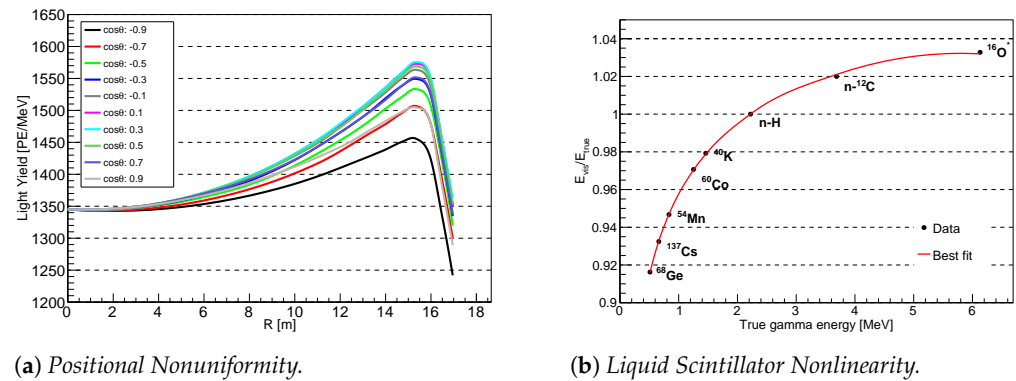 1650
1600
1550
1500
1450
1400
1350
1300
1250
1200
Light Yield [PE/MeV]
cosθ: -0.9
cosθ: -0.7
cosθ: -0.5
cosθ: -0.3
cosθ: -0.1
cosθ: 0.1
cosθ: 0.3
cosθ: 0.5
cosθ: 0.7
cosθ: 0.9
0 2 4 6 8 10 12 14 16 18
R [m]
(a) Positional Nonuniformity.
1.04
1.02
1
0.98
0.96
0.94
0.92
0.9
E_vis/E_true
16O*
n-12C
n-H
40K
60Co
54Mn
137Cs
68Ge
Data
Best fit
0 1 2 3 4 5 6
True gamma energy [MeV]
(b) Liquid Scintillator Nonlinearity.